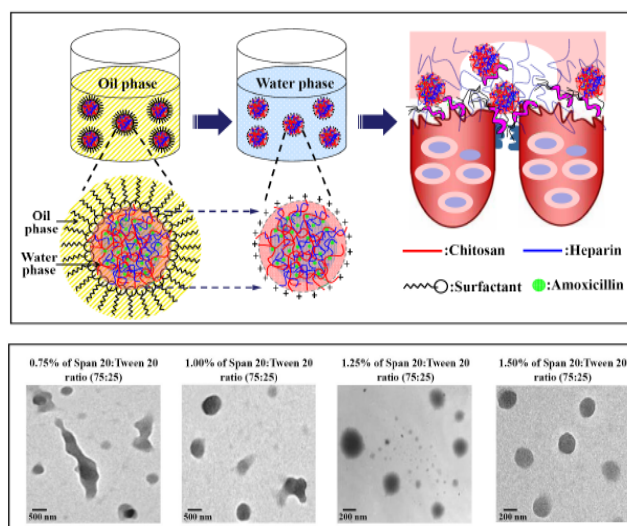 Oil phase
Water phase
Oil
phase
Water
phase
:Chitosan
:Heparin
:Surfactant
:Amoxicillin
0.75% of Span 20:Tween 20
ratio (75:25)
1.00% of Span 20:Tween 20
ratio (75:25)
1.25% of Span 20:Tween 20
ratio (75:25)
1.50% of Span 20:Tween 20
ratio (75:25)
500 nm
500 nm
200 nm
200 nm